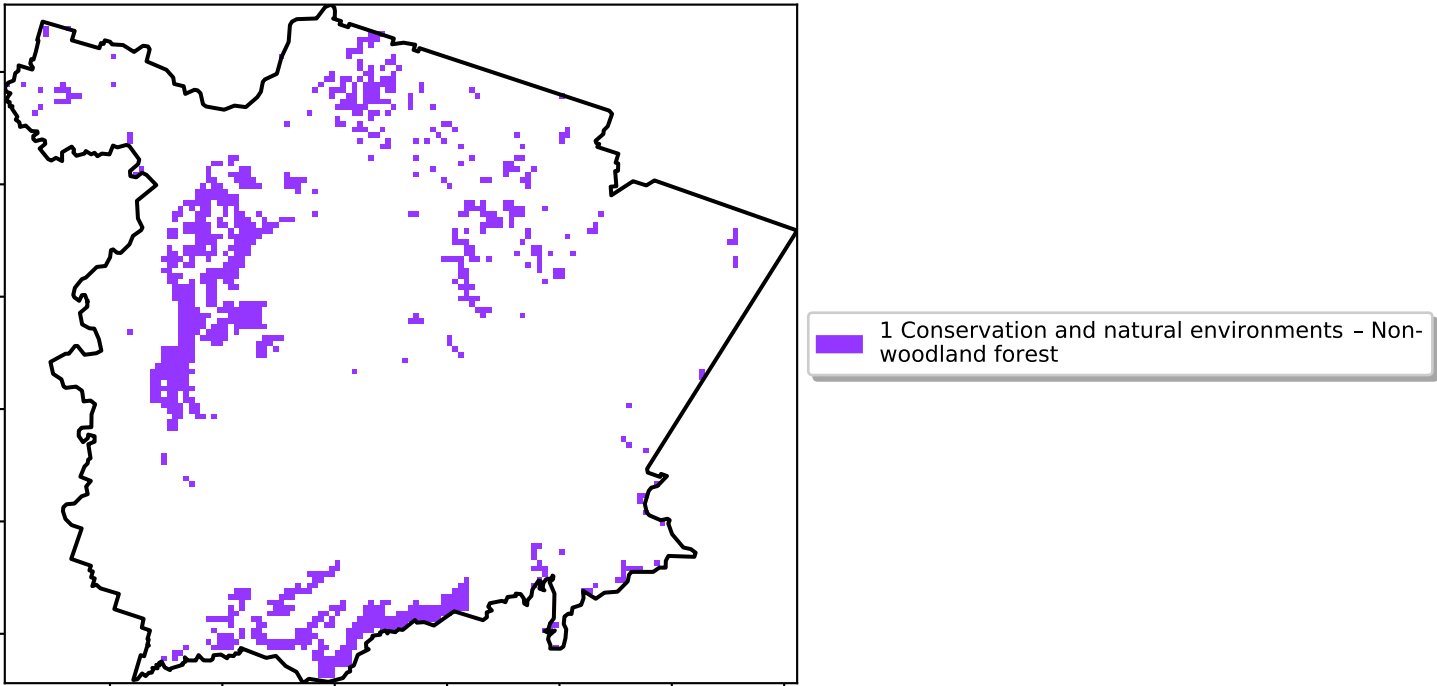 1 Conservation and natural environments – Non-
woodland forest